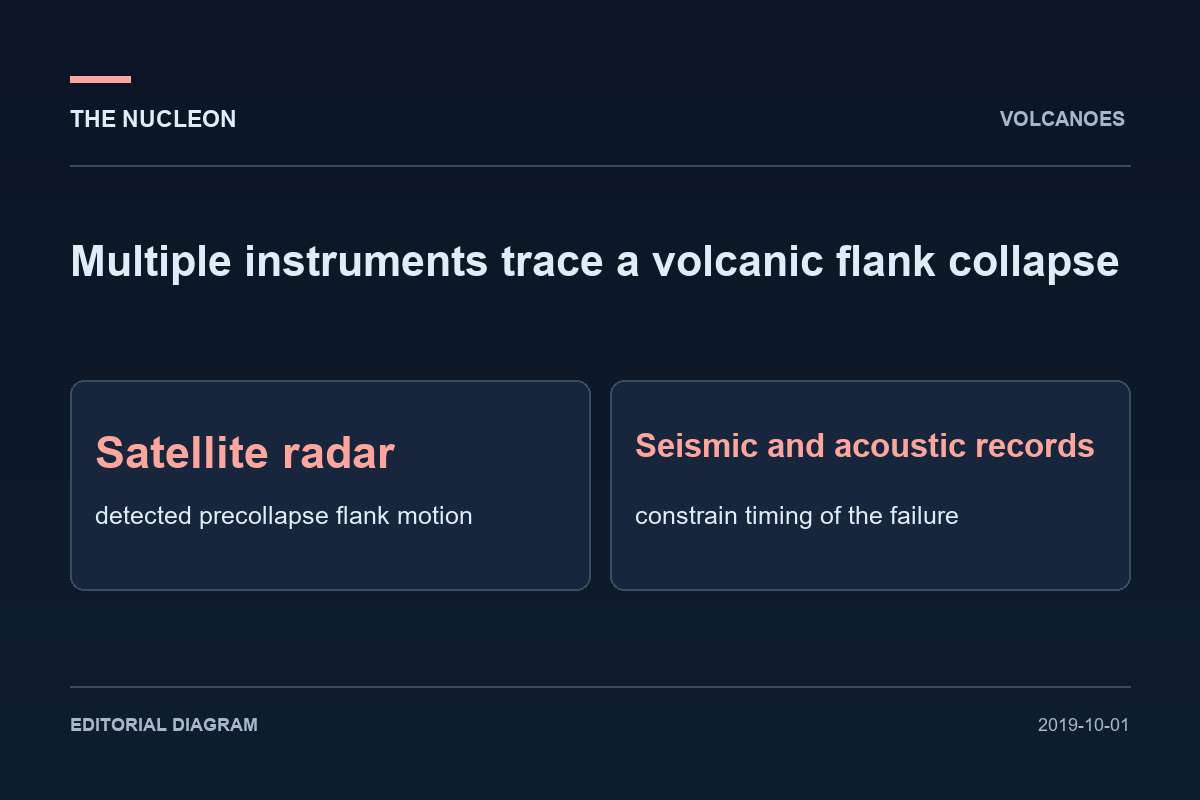 THE NUCLEON
VOLCANOES
Multiple instruments trace a volcanic flank collapse
Satellite radar
detected precollapse flank motion
Seismic and acoustic records
constrain timing of the failure
EDITORIAL DIAGRAM
2019-10-01